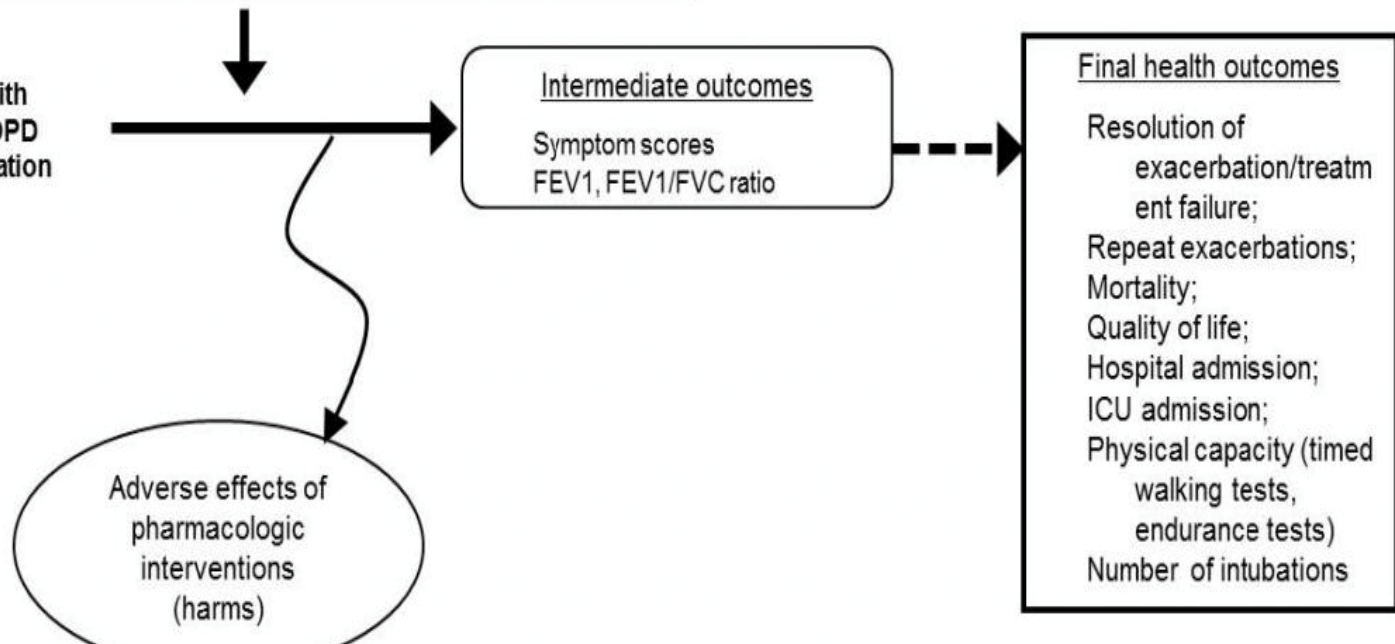 ith
OPD
ation
Intermediate outcomes
Symptom scores
FEV1, FEV1/FVC ratio
Final health outcomes
Resolution of
exacerbation/treatm
ent failure;
Repeat exacerbations;
Mortality;
Quality of life;
Hospital admission;
ICU admission;
Physical capacity (timed
walking tests,
endurance tests)
Number of intubations
Adverse effects of
pharmacologic
interventions
(harms)